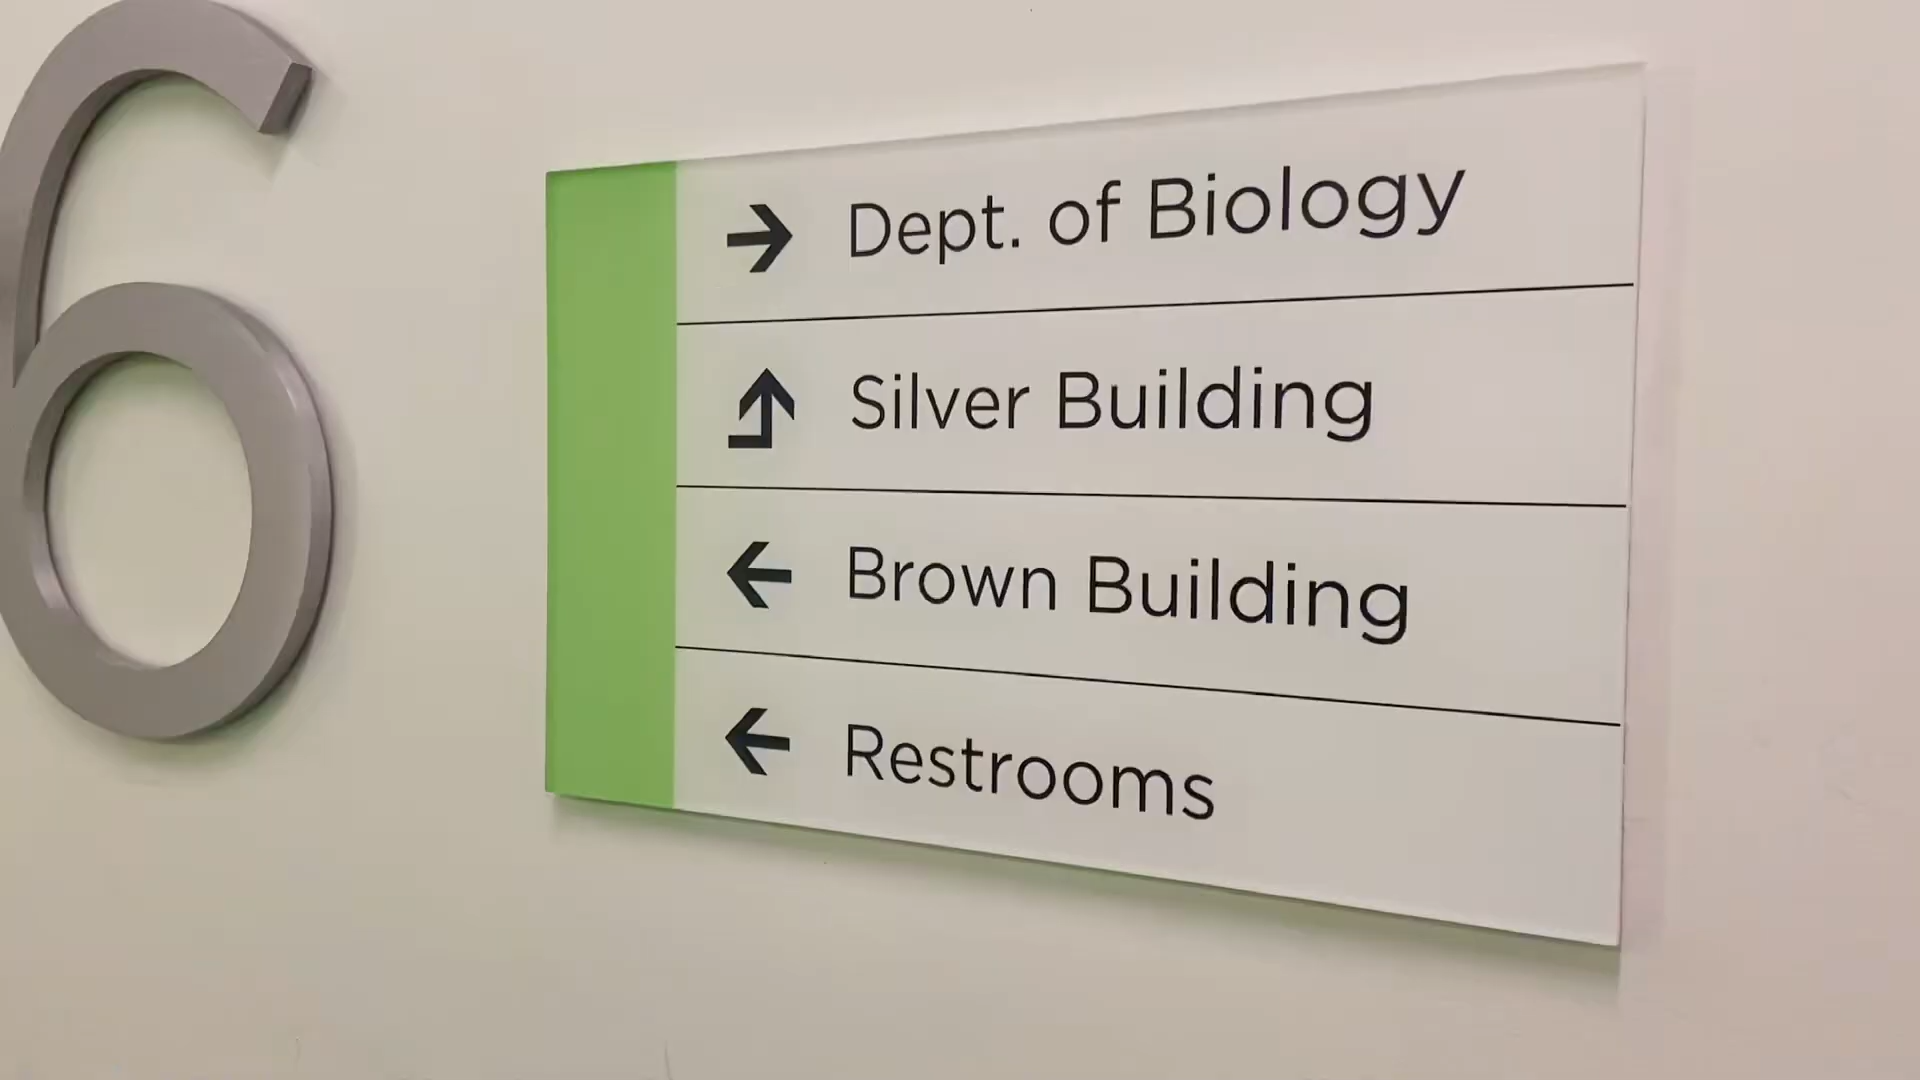 6
→ Dept. of Biology
↱ Silver Building
← Brown Building
← Restrooms